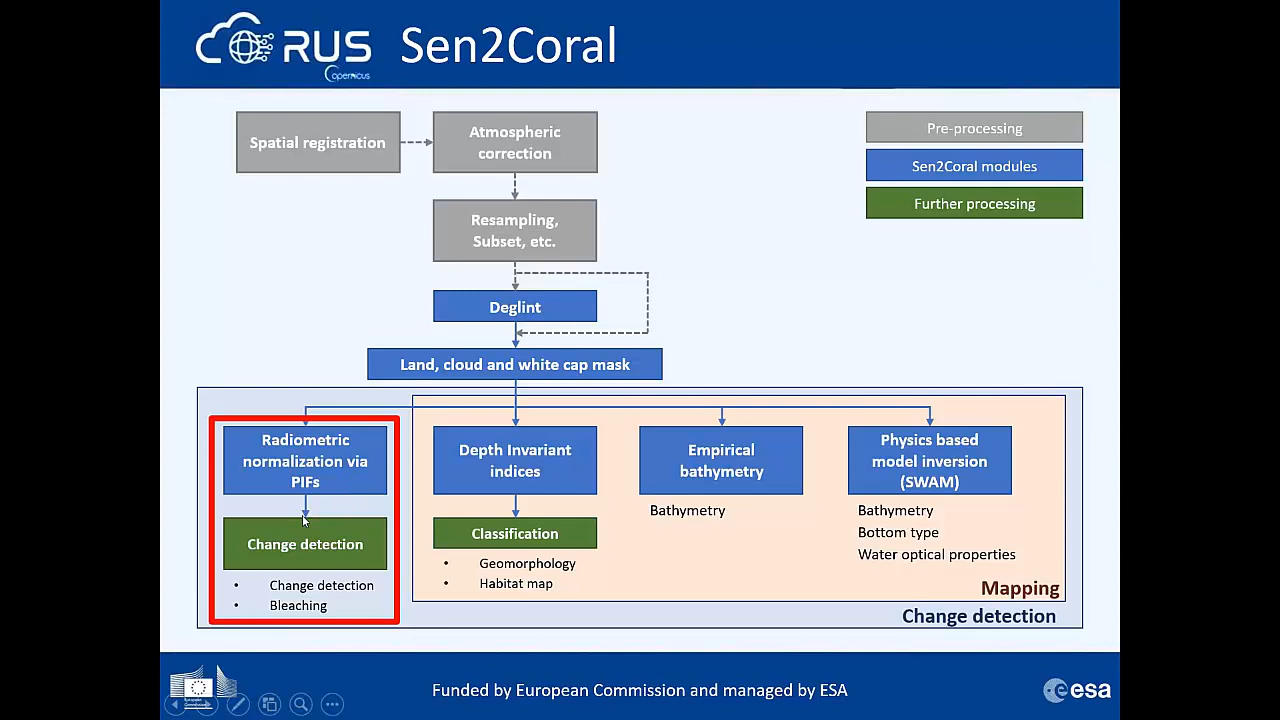 RUS
Copernicus
Sen2Coral
Spatial registration
Atmospheric
correction
Pre-processing
Sen2Coral modules
Further processing
Resampling,
Subset, etc.
Deglint
Land, cloud and white cap mask
Radiometric
normalization via
PIFs
Depth Invariant
indices
Empirical
bathymetry
Physics based
model inversion
(SWAM)
Change detection
• Change detection
• Bleaching
Classification
• Geomorphology
• Habitat map
Bathymetry
Bathymetry
Bottom type
Water optical properties
Mapping
Change detection
Funded by European Commission and managed by ESA
esa